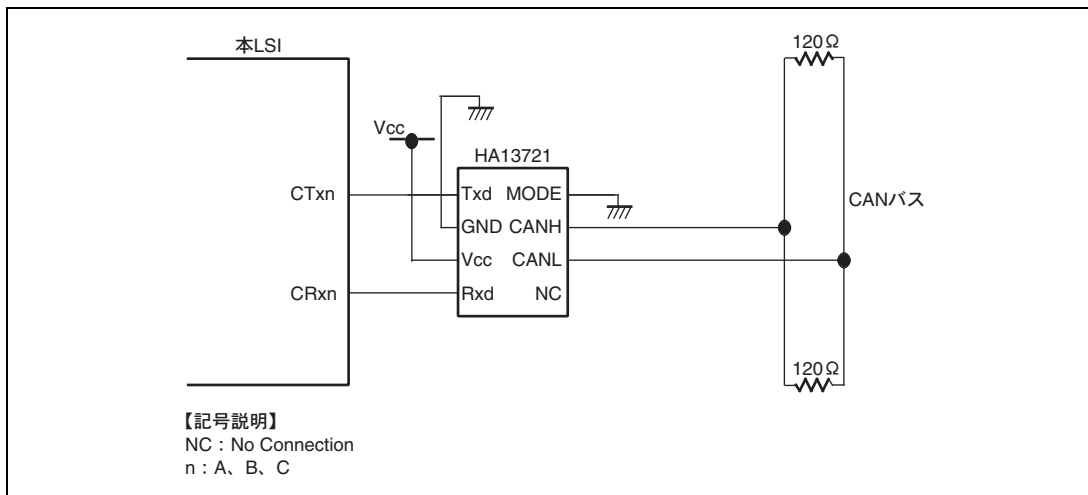 本LSI
120Ω
Vcc
HA13721
CTxn
Txd MODE
CANバス
GND CANH
Vcc CANL
CRxn
Rxd NC
120Ω
【記号説明】
NC：No Connection
n：A、B、C